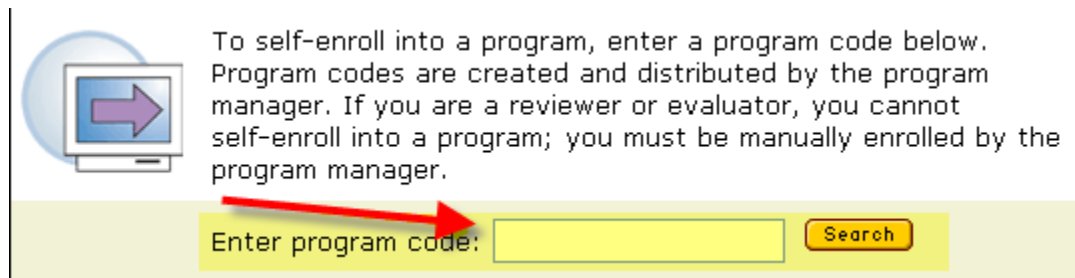 To self-enroll into a program, enter a program code below.
Program codes are created and distributed by the program
manager. If you are a reviewer or evaluator, you cannot
self-enroll into a program; you must be manually enrolled by the
program manager.
Enter program code: Search